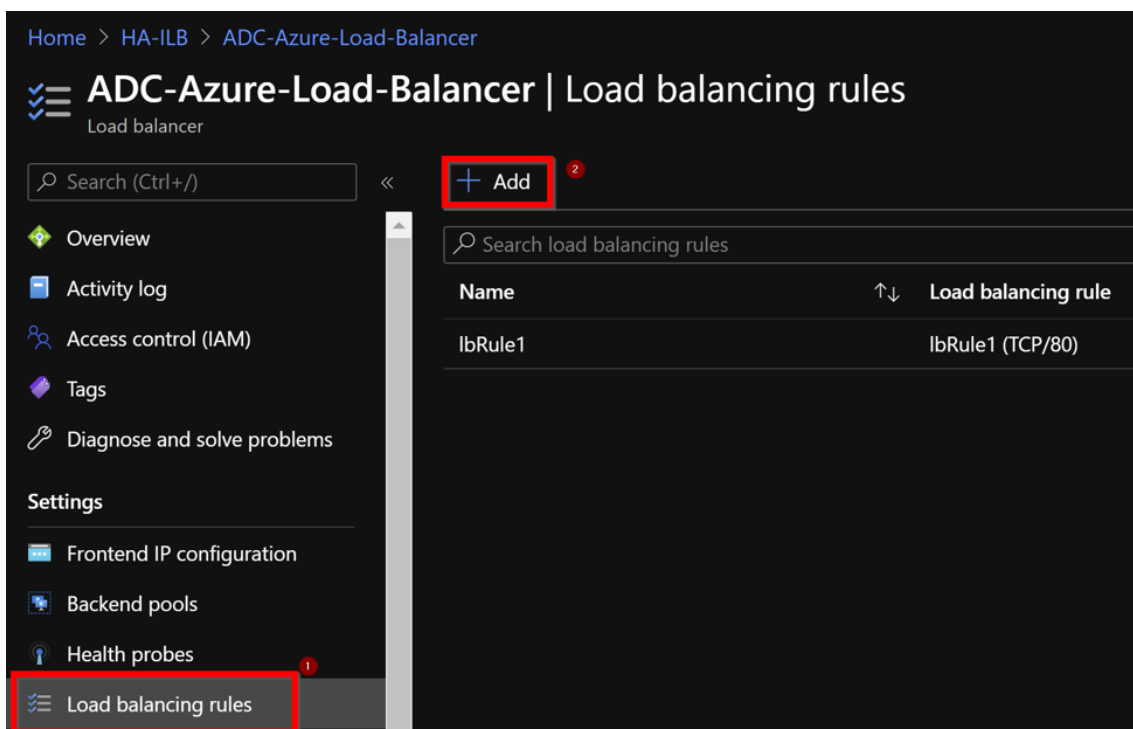 Home > HA-ILB > ADC-Azure-Load-Balancer
ADC-Azure-Load-Balancer | Load balancing rules
Load balancer
Search (Ctrl+/)
«
+ Add
2
Overview
Activity log
Access control (IAM)
Tags
Diagnose and solve problems
Settings
Frontend IP configuration
Backend pools
Health probes
1
Load balancing rules
Search load balancing rules
Name ↑↓ Load balancing rule
lbRule1 lbRule1 (TCP/80)